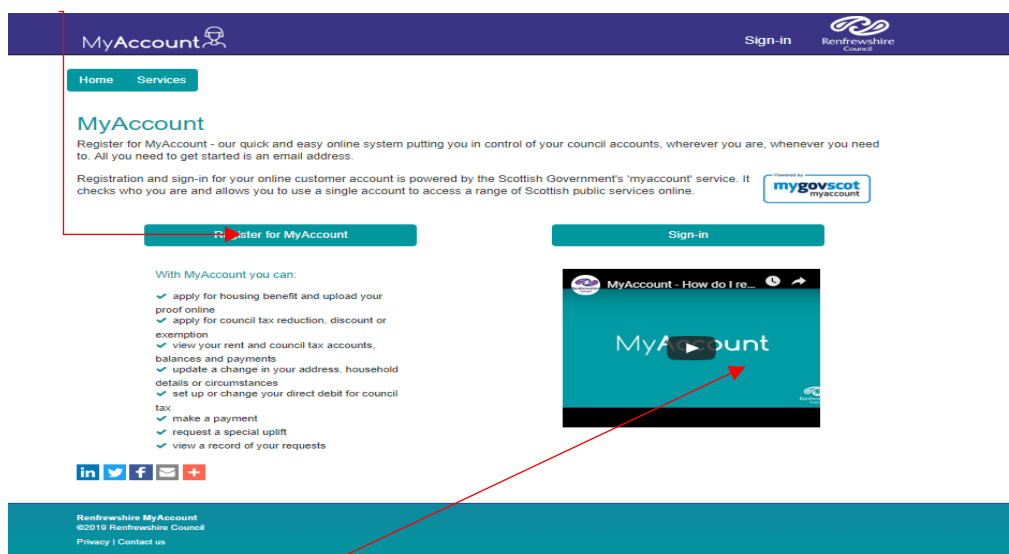 MyAccount
Sign-in
Renfrewshire
Council
Home Services
MyAccount
Register for MyAccount - our quick and easy online system putting you in control of your council accounts, wherever you are, whenever you need
to. All you need to get started is an email address.
Registration and sign-in for your online customer account is powered by the Scottish Government's 'myaccount' service. It
checks who you are and allows you to use a single account to access a range of Scottish public services online.
Powered by
mygovscot
myaccount
Register for MyAccount
Sign-in
With MyAccount you can:
apply for housing benefit and upload your
proof online
apply for council tax reduction, discount or
exemption
view your rent and council tax accounts,
balances and payments
update a change in your address, household
details or circumstances
set up or change your direct debit for council
tax
make a payment
request a special uplift
view a record of your requests
MyAccount - How do I re...
MyAccount
in f +
Renfrewshire MyAccount
©2019 Renfrewshire Council
Privacy | Contact us